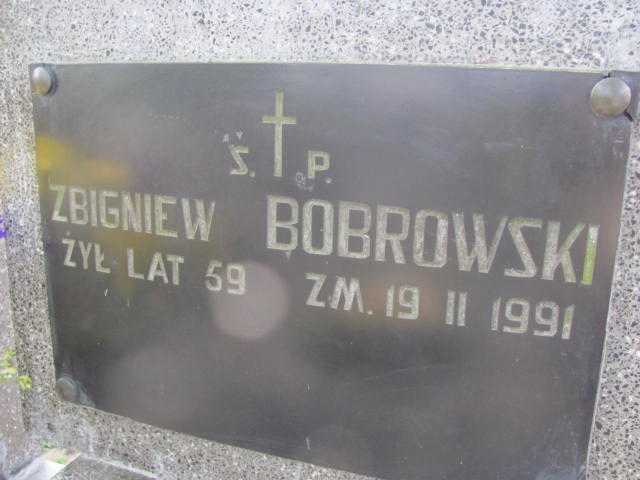 Ś. P.
ZBIGNIEW BOBROWSKI
ŻYŁ LAT 59 ZM. 19 II 1991